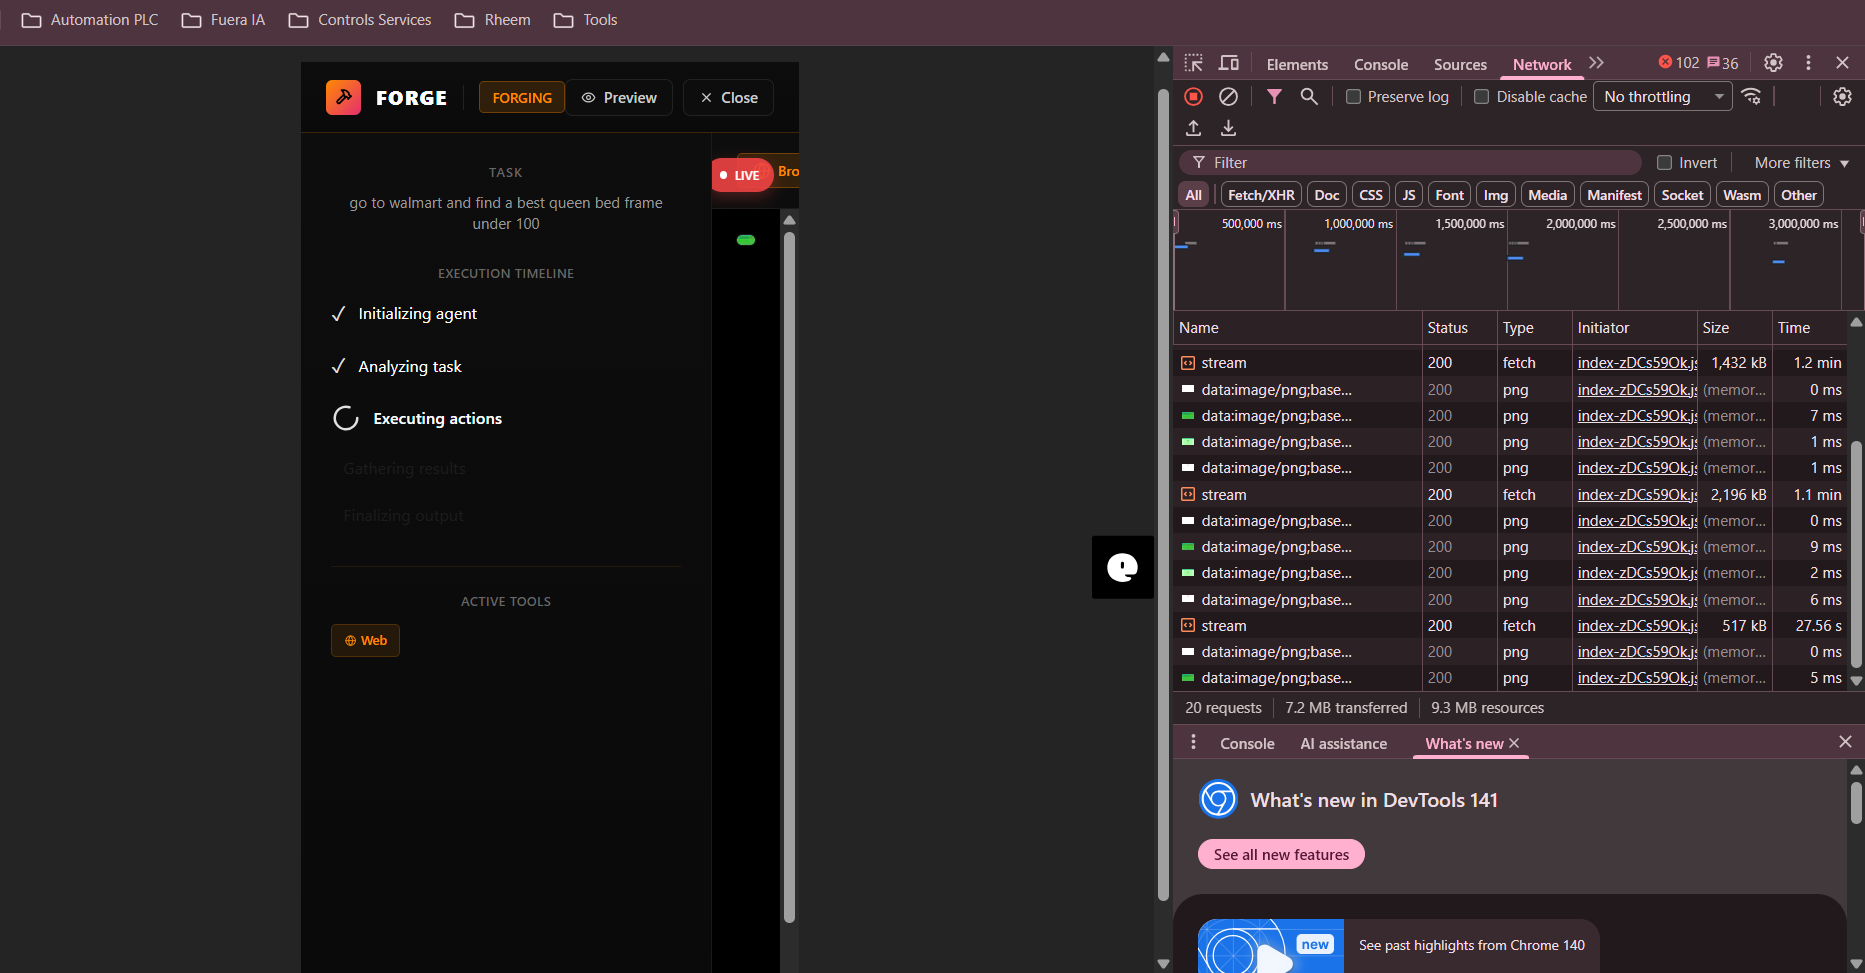 Automation PLC
Fuera IA
Controls Services
Rheem
Tools
FORGE
FORGING
Preview
Close
TASK
go to walmart and find a best queen bed frame
under 100
EXECUTION TIMELINE
Initializing agent
Analyzing task
Executing actions
Gathering results
Finalizing output
ACTIVE TOOLS
Web
LIVE
Bro
Elements Console Sources Network 102 36
Preserve log Disable cache No throttling
Filter Invert More filters
All Fetch/XHR Doc CSS JS Font Img Media Manifest Socket Wasm Other
500,000 ms 1,000,000 ms 1,500,000 ms 2,000,000 ms 2,500,000 ms 3,000,000 ms
Name Status Type Initiator Size Time
stream 200 fetch index-zDCs59Ok.js 1,432 kB 1.2 min
data:image/png;base... 200 png index-zDCs59Ok.js (memor... 0 ms
data:image/png;base... 200 png index-zDCs59Ok.js (memor... 7 ms
data:image/png;base... 200 png index-zDCs59Ok.js (memor... 1 ms
data:image/png;base... 200 png index-zDCs59Ok.js (memor... 1 ms
stream 200 fetch index-zDCs59Ok.js 2,196 kB 1.1 min
data:image/png;base... 200 png index-zDCs59Ok.js (memor... 0 ms
data:image/png;base... 200 png index-zDCs59Ok.js (memor... 9 ms
data:image/png;base... 200 png index-zDCs59Ok.js (memor... 2 ms
data:image/png;base... 200 png index-zDCs59Ok.js (memor... 6 ms
stream 200 fetch index-zDCs59Ok.js 517 kB 27.56 s
data:image/png;base... 200 png index-zDCs59Ok.js (memor... 0 ms
data:image/png;base... 200 png index-zDCs59Ok.js (memor... 5 ms
20 requests 7.2 MB transferred 9.3 MB resources
Console AI assistance What's new
What's new in DevTools 141
See all new features
new
See past highlights from Chrome 140